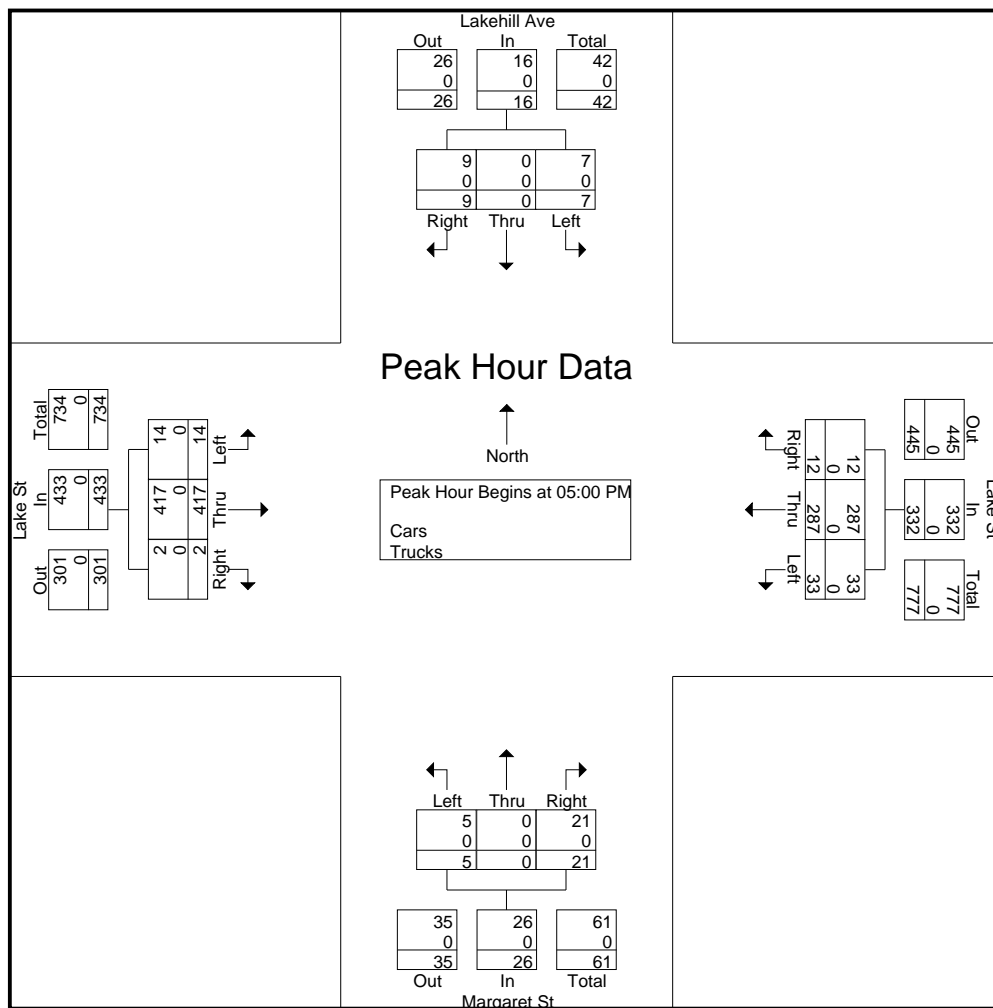 Lakehill Ave
Out In Total
26 16 42
0 0 0
26 16 42
9 0 7
0 0 0
9 0 7
Right Thru Left
Peak Hour Data
North
Peak Hour Begins at 05:00 PM
Cars
Trucks
Lake St
Out In Total
301 433 734
0 0 0
301 433 734
Right Thru Left
2 417 14
0 0 0
2 417 14
Lake St
Out In Total
445 332 777
0 0 0
445 332 777
12 287 33
0 0 0
12 287 33
Right Thru Left
Left Thru Right
5 0 21
0 0 0
5 0 21
35 26 61
0 0 0
35 26 61
Out In Total
Margaret St